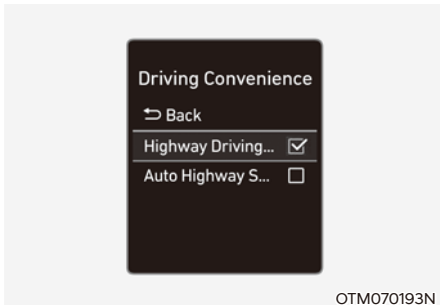 Driving Convenience
Back
Highway Driving...
Auto Highway S...
OTM070193N